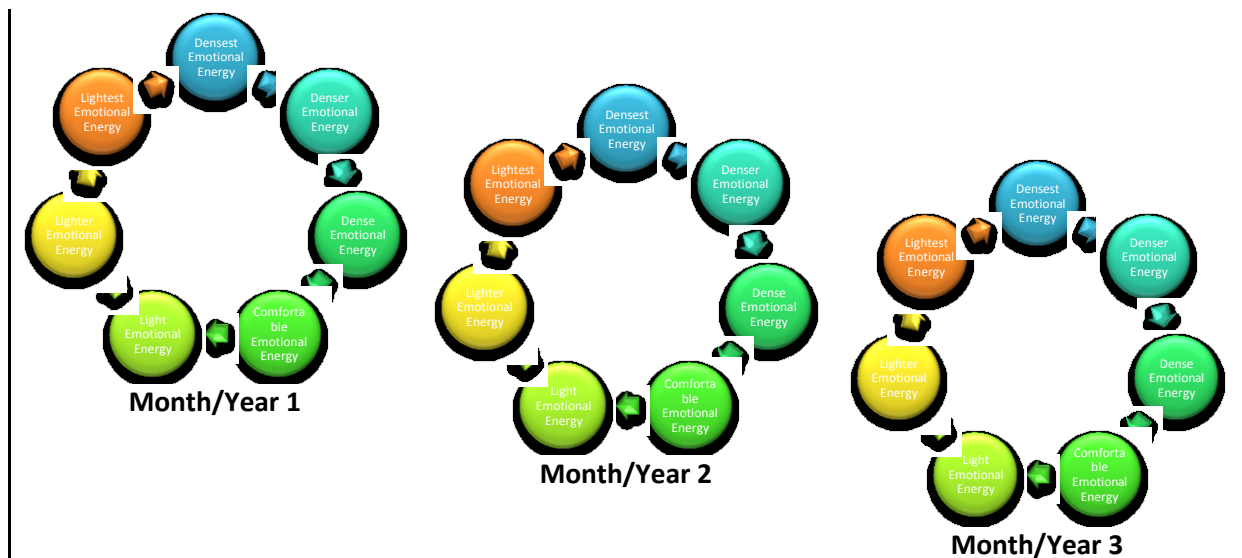 Densest
Emotional
Energy
Denser
Emotional
Energy
Dense
Emotional
Energy
Comforta
ble
Emotional
Energy
Light
Emotional
Energy
Lighter
Emotional
Energy
Lightest
Emotional
Energy
Month/Year 1
Densest
Emotional
Energy
Denser
Emotional
Energy
Dense
Emotional
Energy
Comforta
ble
Emotional
Energy
Light
Emotional
Energy
Lighter
Emotional
Energy
Lightest
Emotional
Energy
Month/Year 2
Densest
Emotional
Energy
Denser
Emotional
Energy
Dense
Emotional
Energy
Comforta
ble
Emotional
Energy
Light
Emotional
Energy
Lighter
Emotional
Energy
Lightest
Emotional
Energy
Month/Year 3